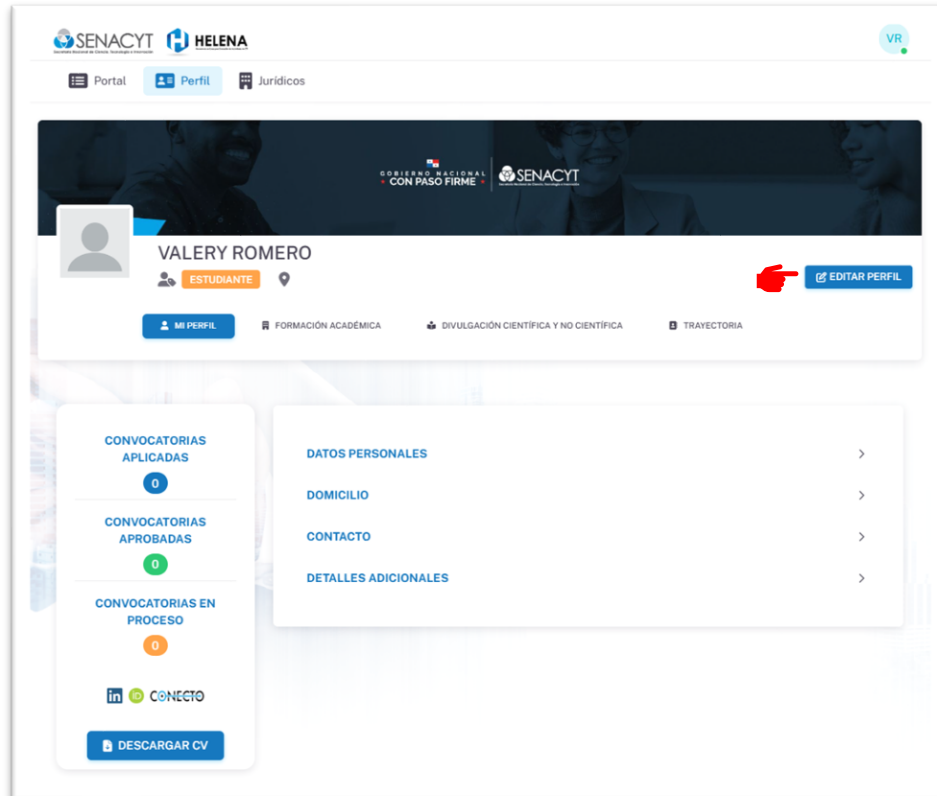 SENACYT HELENA
VR
Portal Perfil Jurídicos
GOBIERNO NACIONAL
• CON PASO FIRME •
SENACYT
VALERY ROMERO
ESTUDIANTE
EDITAR PERFIL
MI PERFIL FORMACIÓN ACADÉMICA DIVULGACIÓN CIENTÍFICA Y NO CIENTÍFICA TRAYECTORIA
CONVOCATORIAS
APLICADAS
0
CONVOCATORIAS
APROBADAS
0
CONVOCATORIAS EN
PROCESO
0
in iD CONECTO
DESCARGAR CV
DATOS PERSONALES
DOMICILIO
CONTACTO
DETALLES ADICIONALES